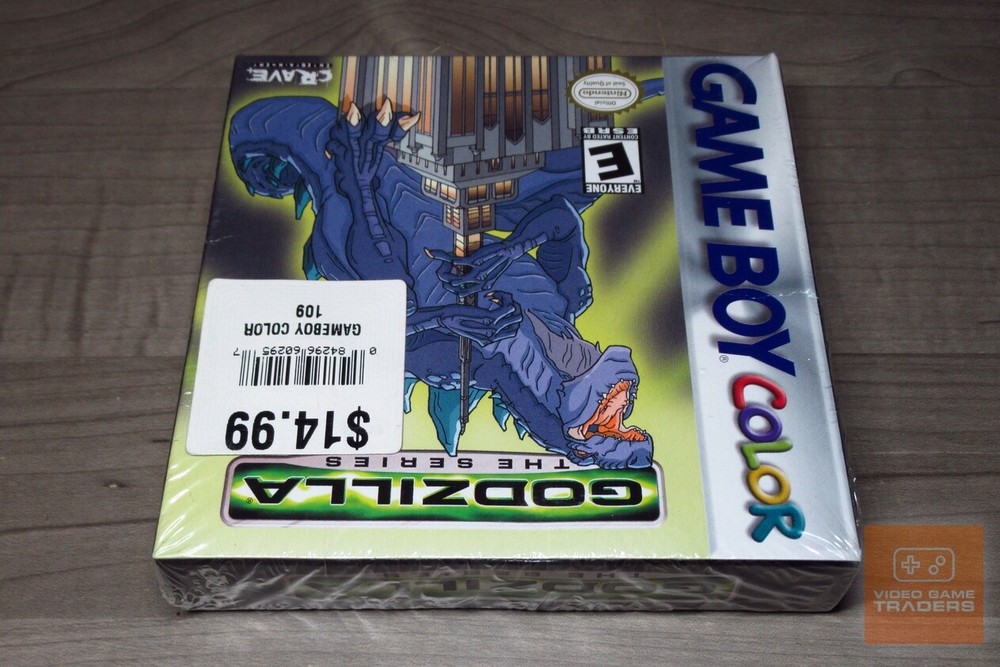 GAME BOY COLOR
GODZILLA®
THE SERIES
$14.99
0 84296 60295 7
GAMEBOY COLOR
109
EVERYONE
E
CONTENT RATED BY
ESRB
Official
Nintendo
Seal of Quality
CRAVE
ENTERTAINMENT
VIDEO GAME
TRADERS